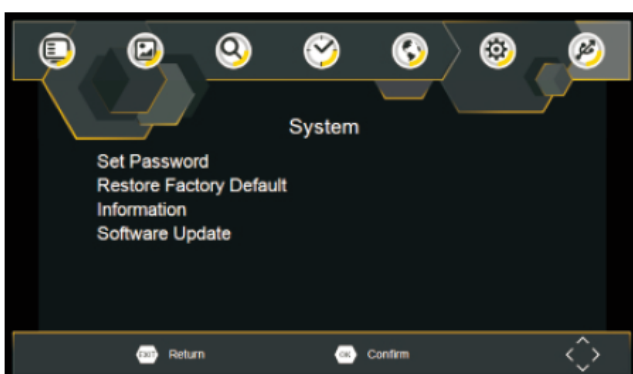 System
Set Password
Restore Factory Default
Information
Software Update
EXIT Return OK Confirm